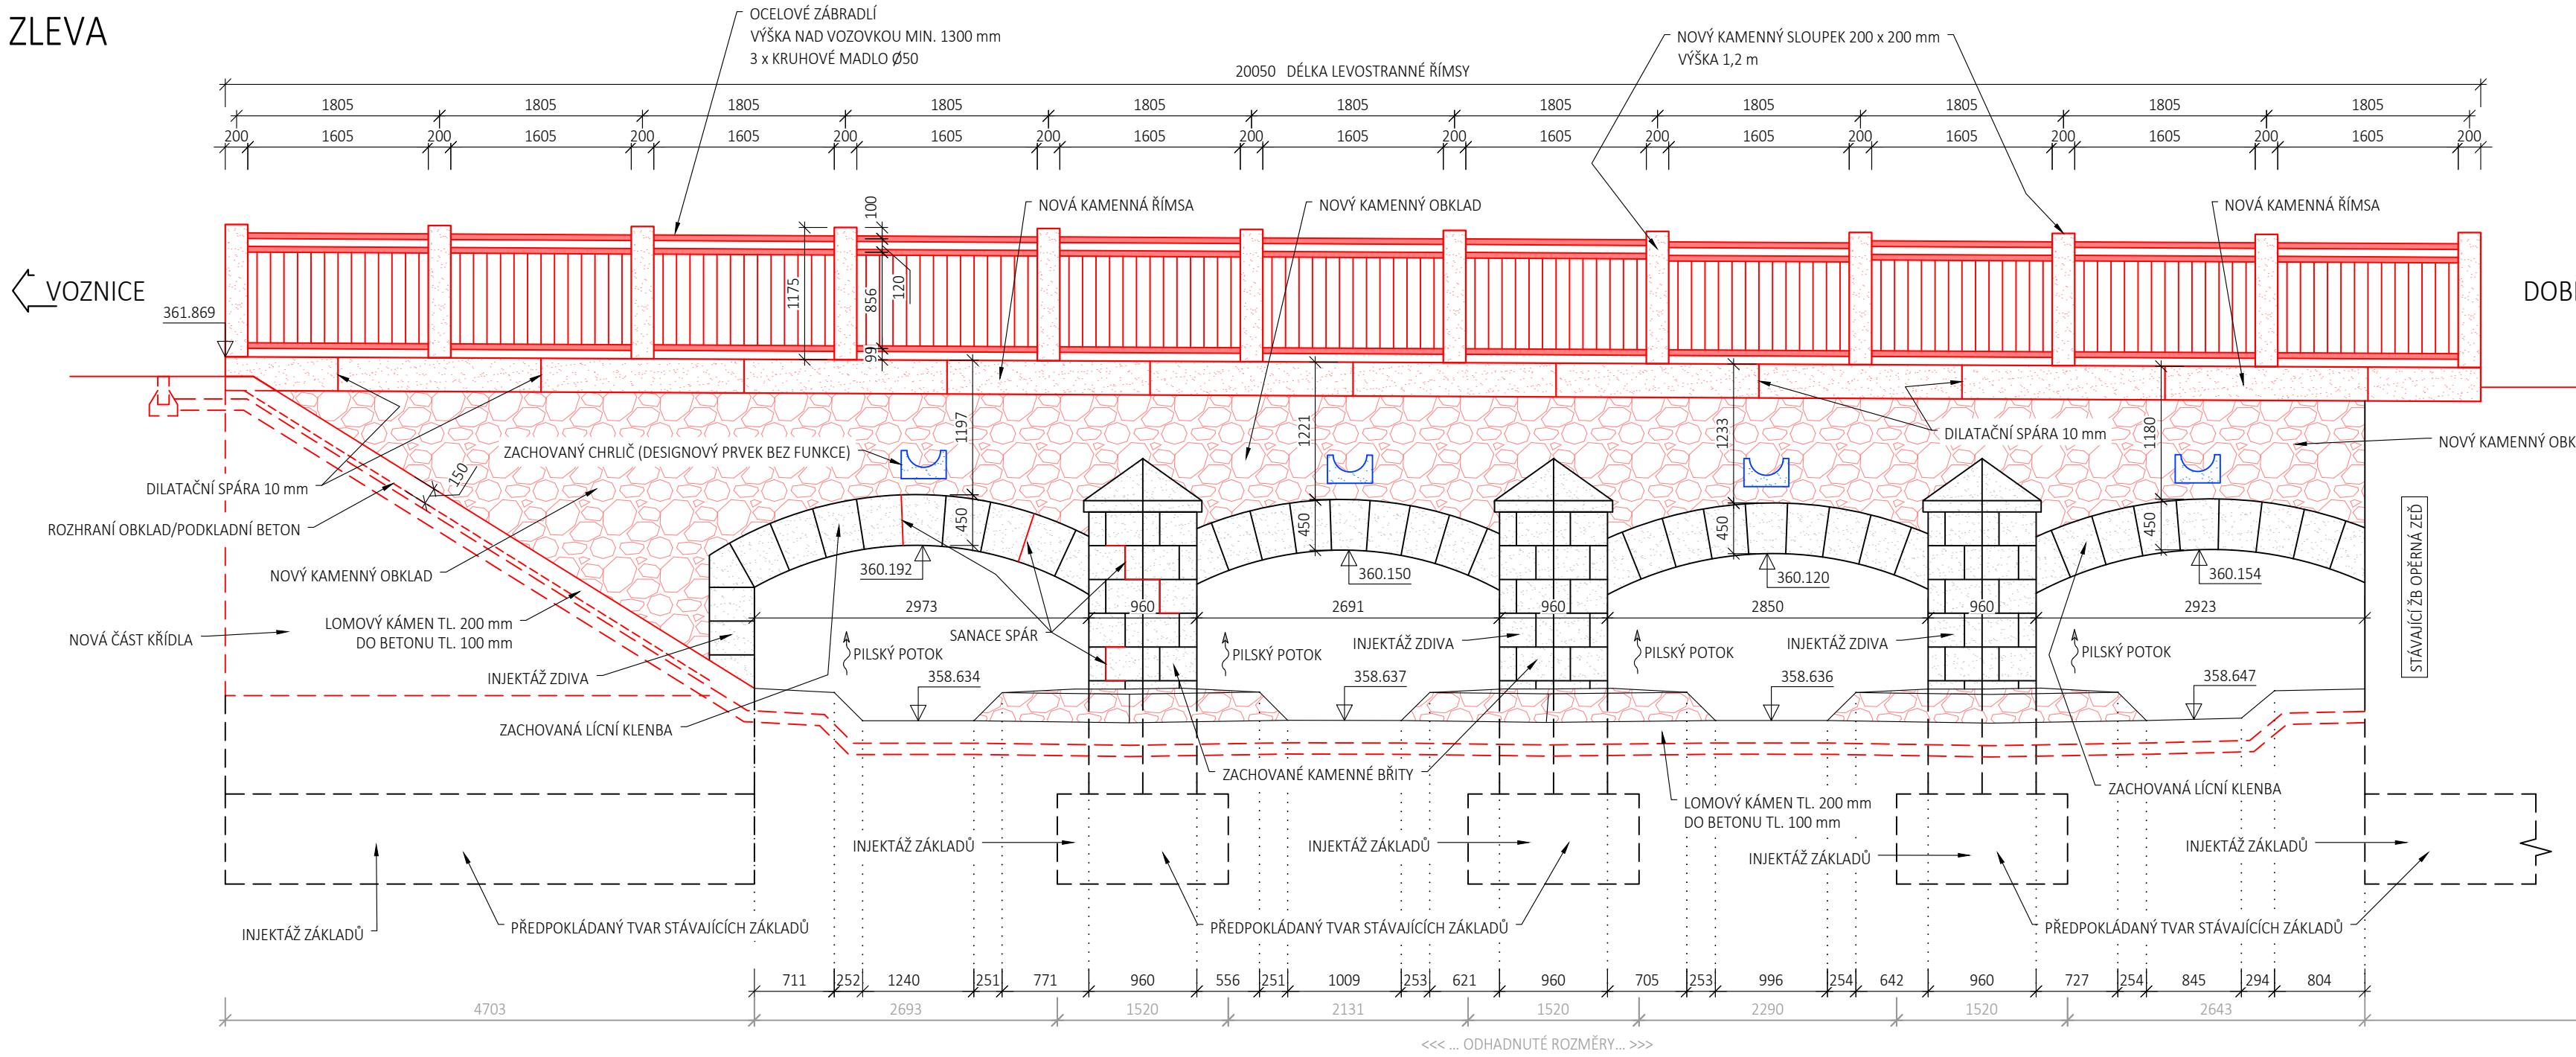 ZLEVA
OCELOVÉ ZÁBRADLÍ
VÝŠKA NAD VOZOVKOU MIN. 1300 mm
3 x KRUHOVÉ MADLO Ø50
NOVÝ KAMENNÝ SLOUPEK 200 x 200 mm
VÝŠKA 1,2 m
20050 DÉLKA LEVOSTRANNÉ ŘÍMSY
1805 1805 1805 1805 1805 1805 1805 1805 1805 1805 1805
200 1605 200 1605 200 1605 200 1605 200 1605 200 1605 200 1605 200 1605 200 1605 200 1605 200 1605 200
100
NOVÁ KAMENNÁ ŘÍMSA
NOVÝ KAMENNÝ OBKLAD
NOVÁ KAMENNÁ ŘÍMSA
VOZNICE
1175
856
120
99
DOB
361.869
1197
1221
1233
1180
ZACHOVANÝ CHRLIČ (DESIGNOVÝ PRVEK BEZ FUNKCE)
DILATAČNÍ SPÁRA 10 mm
NOVÝ KAMENNÝ OBK
150
DILATAČNÍ SPÁRA 10 mm
ROZHRANÍ OBKLAD/PODKLADNÍ BETON
450
450
450
450
STÁVAJÍCÍ ŽB OPĚRNÁ ZEĎ
NOVÝ KAMENNÝ OBKLAD
360.192
360.150
360.120
360.154
2973 960 2691 960 2850 960 2923
LOMOVÝ KÁMEN TL. 200 mm
DO BETONU TL. 100 mm
NOVÁ ČÁST KŘÍDLA
SANACE SPÁR
INJEKTÁŽ ZDIVA
INJEKTÁŽ ZDIVA
PILSKÝ POTOK
PILSKÝ POTOK
PILSKÝ POTOK
PILSKÝ POTOK
INJEKTÁŽ ZDIVA
358.634
358.637
358.636
358.647
ZACHOVANÁ LÍCNÍ KLENBA
ZACHOVANÉ KAMENNÉ BŘITY
ZACHOVANÁ LÍCNÍ KLENBA
LOMOVÝ KÁMEN TL. 200 mm
DO BETONU TL. 100 mm
INJEKTÁŽ ZÁKLADŮ
INJEKTÁŽ ZÁKLADŮ
INJEKTÁŽ ZÁKLADŮ
INJEKTÁŽ ZÁKLADŮ
INJEKTÁŽ ZÁKLADŮ
PŘEDPOKLÁDANÝ TVAR STÁVAJÍCÍCH ZÁKLADŮ
PŘEDPOKLÁDANÝ TVAR STÁVAJÍCÍCH ZÁKLADŮ
PŘEDPOKLÁDANÝ TVAR STÁVAJÍCÍCH ZÁKLADŮ
711 252 1240 251 771 960 556 251 1009 253 621 960 705 253 996 254 642 960 727 254 845 294 804
4703 2693 1520 2131 1520 2290 1520 2643
<<< ... ODHADNUTÉ ROZMĚRY... >>>